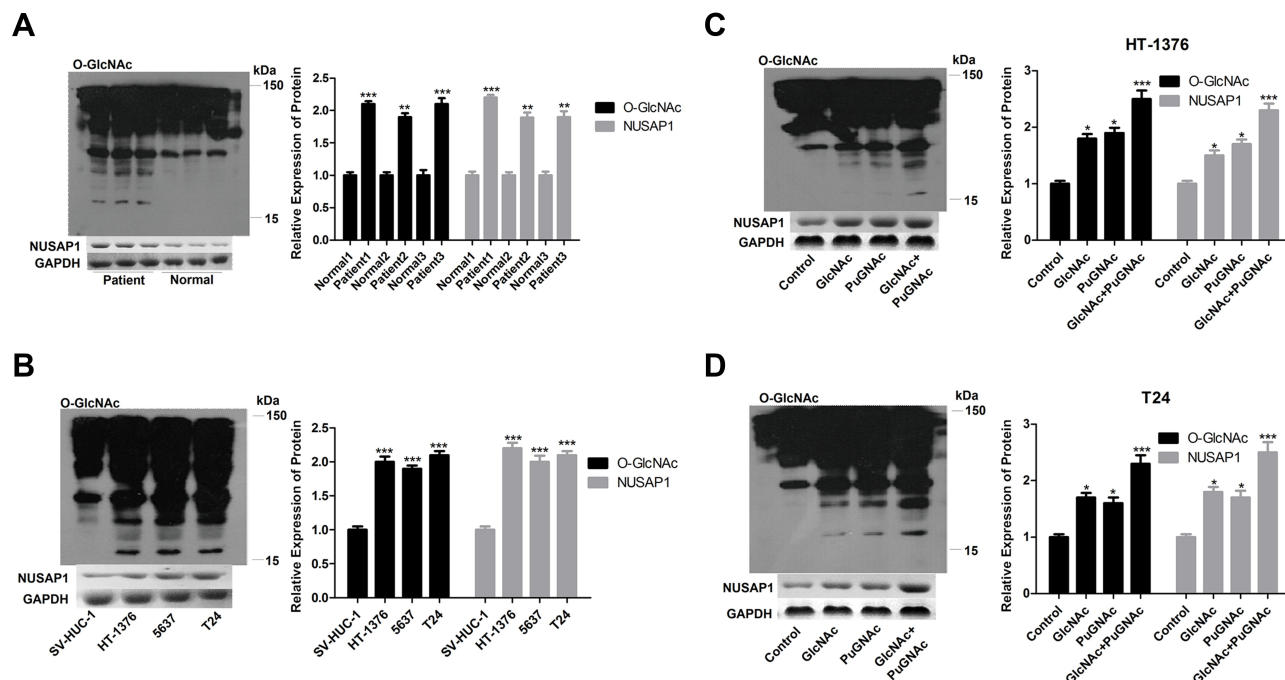 A
O-GlcNAc
kDa
150
15
NUSAP1
GAPDH
Patient Normal
Relative Expression of Protein
2.5
2.0
1.5
1.0
0.5
0.0
*** ** *** *** ** **
O-GlcNAc
NUSAP1
Normal1 Patient1 Normal2 Patient2 Normal3 Patient3 Normal1 Patient1 Normal2 Patient2 Normal3 Patient3
C
O-GlcNAc
kDa
150
15
NUSAP1
GAPDH
Control GlcNAc PuGNAc GlcNAc+
PuGNAc
HT-1376
Relative Expression of Protein
3
2
1
0
* * *** * * ***
O-GlcNAc
NUSAP1
Control GlcNAc PuGNAc GlcNAc+PuGNAc Control GlcNAc PuGNAc GlcNAc+PuGNAc
B
O-GlcNAc
kDa
150
15
NUSAP1
GAPDH
SV-HUC-1 HT-1376 5637 T24
Relative Expression of Protein
2.5
2.0
1.5
1.0
0.5
0.0
*** *** *** *** *** ***
O-GlcNAc
NUSAP1
SV-HUC-1 HT-1376 5637 T24 SV-HUC-1 HT-1376 5637 T24
D
O-GlcNAc
kDa
150
15
NUSAP1
GAPDH
Control GlcNAc PuGNAc GlcNAc+
PuGNAc
T24
Relative Expression of Protein
3
2
1
0
* * *** * * ***
O-GlcNAc
NUSAP1
Control GlcNAc PuGNAc GlcNAc+PuGNAc Control GlcNAc PuGNAc GlcNAc+PuGNAc